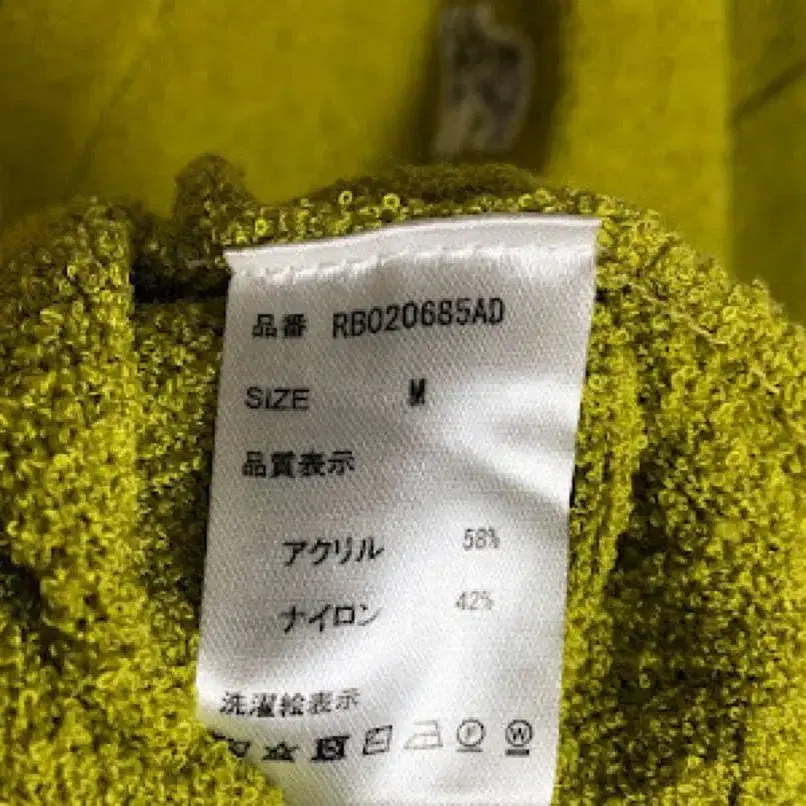 品番 RB020685AD
SIZE M
品質表示
アクリル 58%
ナイロン 42%
洗濯絵表示
F W